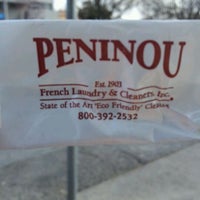 PENINOU
Est. 1903
French Laundry & Cleaners, Inc.
State of the Art "Eco Friendly" Cleaners
800-392-2532